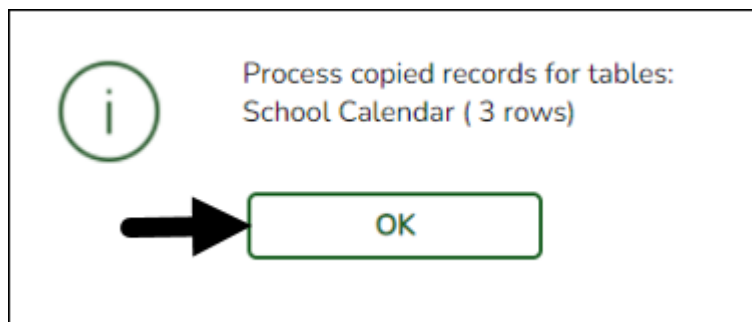 Process copied records for tables:
School Calendar ( 3 rows)
OK